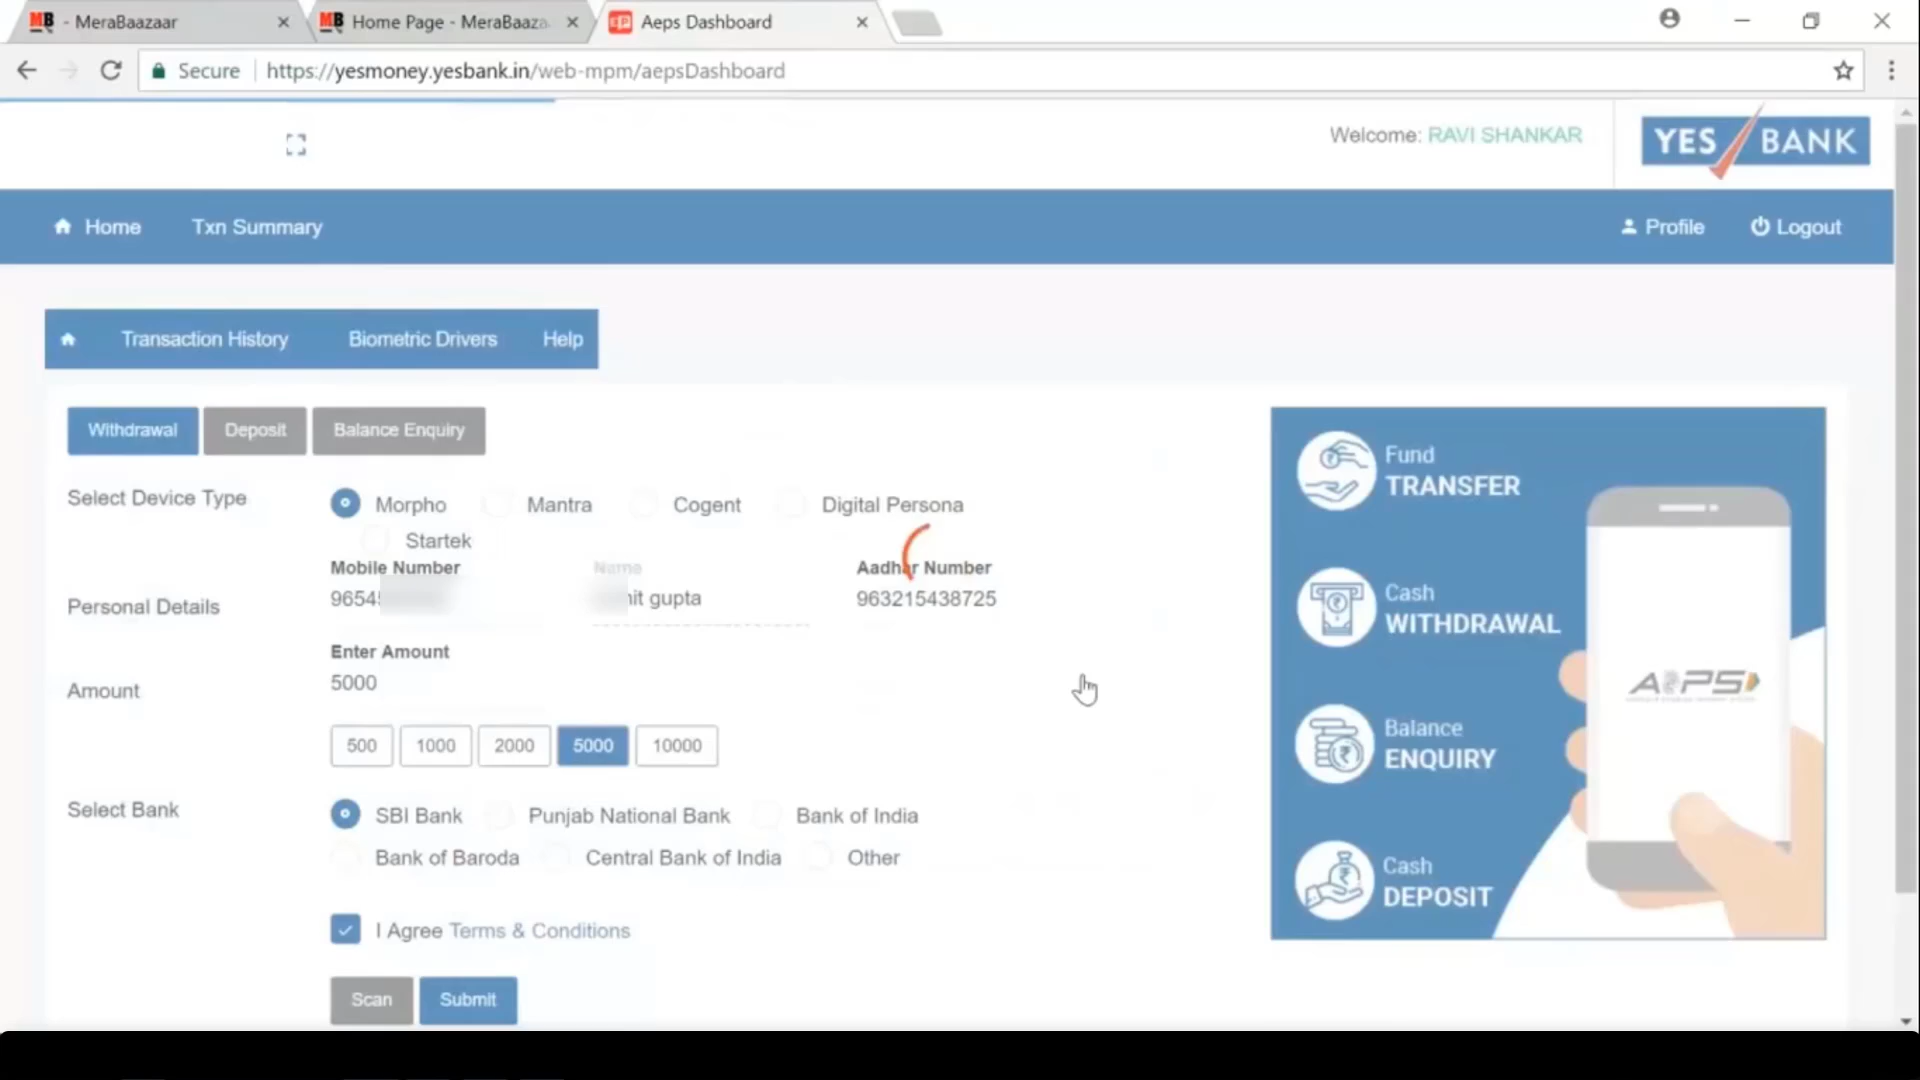 MB - MeraBaazaar
MB Home Page - MeraBaaza
Aeps Dashboard
Secure https://yesmoney.yesbank.in/web-mpm/aepsDashboard
Welcome: RAVI SHANKAR
YES BANK
Home Txn Summary Profile Logout
Transaction History Biometric Drivers Help
Withdrawal Deposit Balance Enquiry
Select Device Type
Morpho Mantra Cogent Digital Persona
Startek
Personal Details
Mobile Number Name Aadhar Number
gupta 963215438725
Enter Amount
Amount
5000
500 1000 2000 5000 10000
Select Bank
SBI Bank Punjab National Bank Bank of India
Bank of Baroda Central Bank of India Other
I Agree Terms & Conditions
Scan Submit
Fund
TRANSFER
Cash
WITHDRAWAL
Balance
ENQUIRY
Cash
DEPOSIT
AEPS